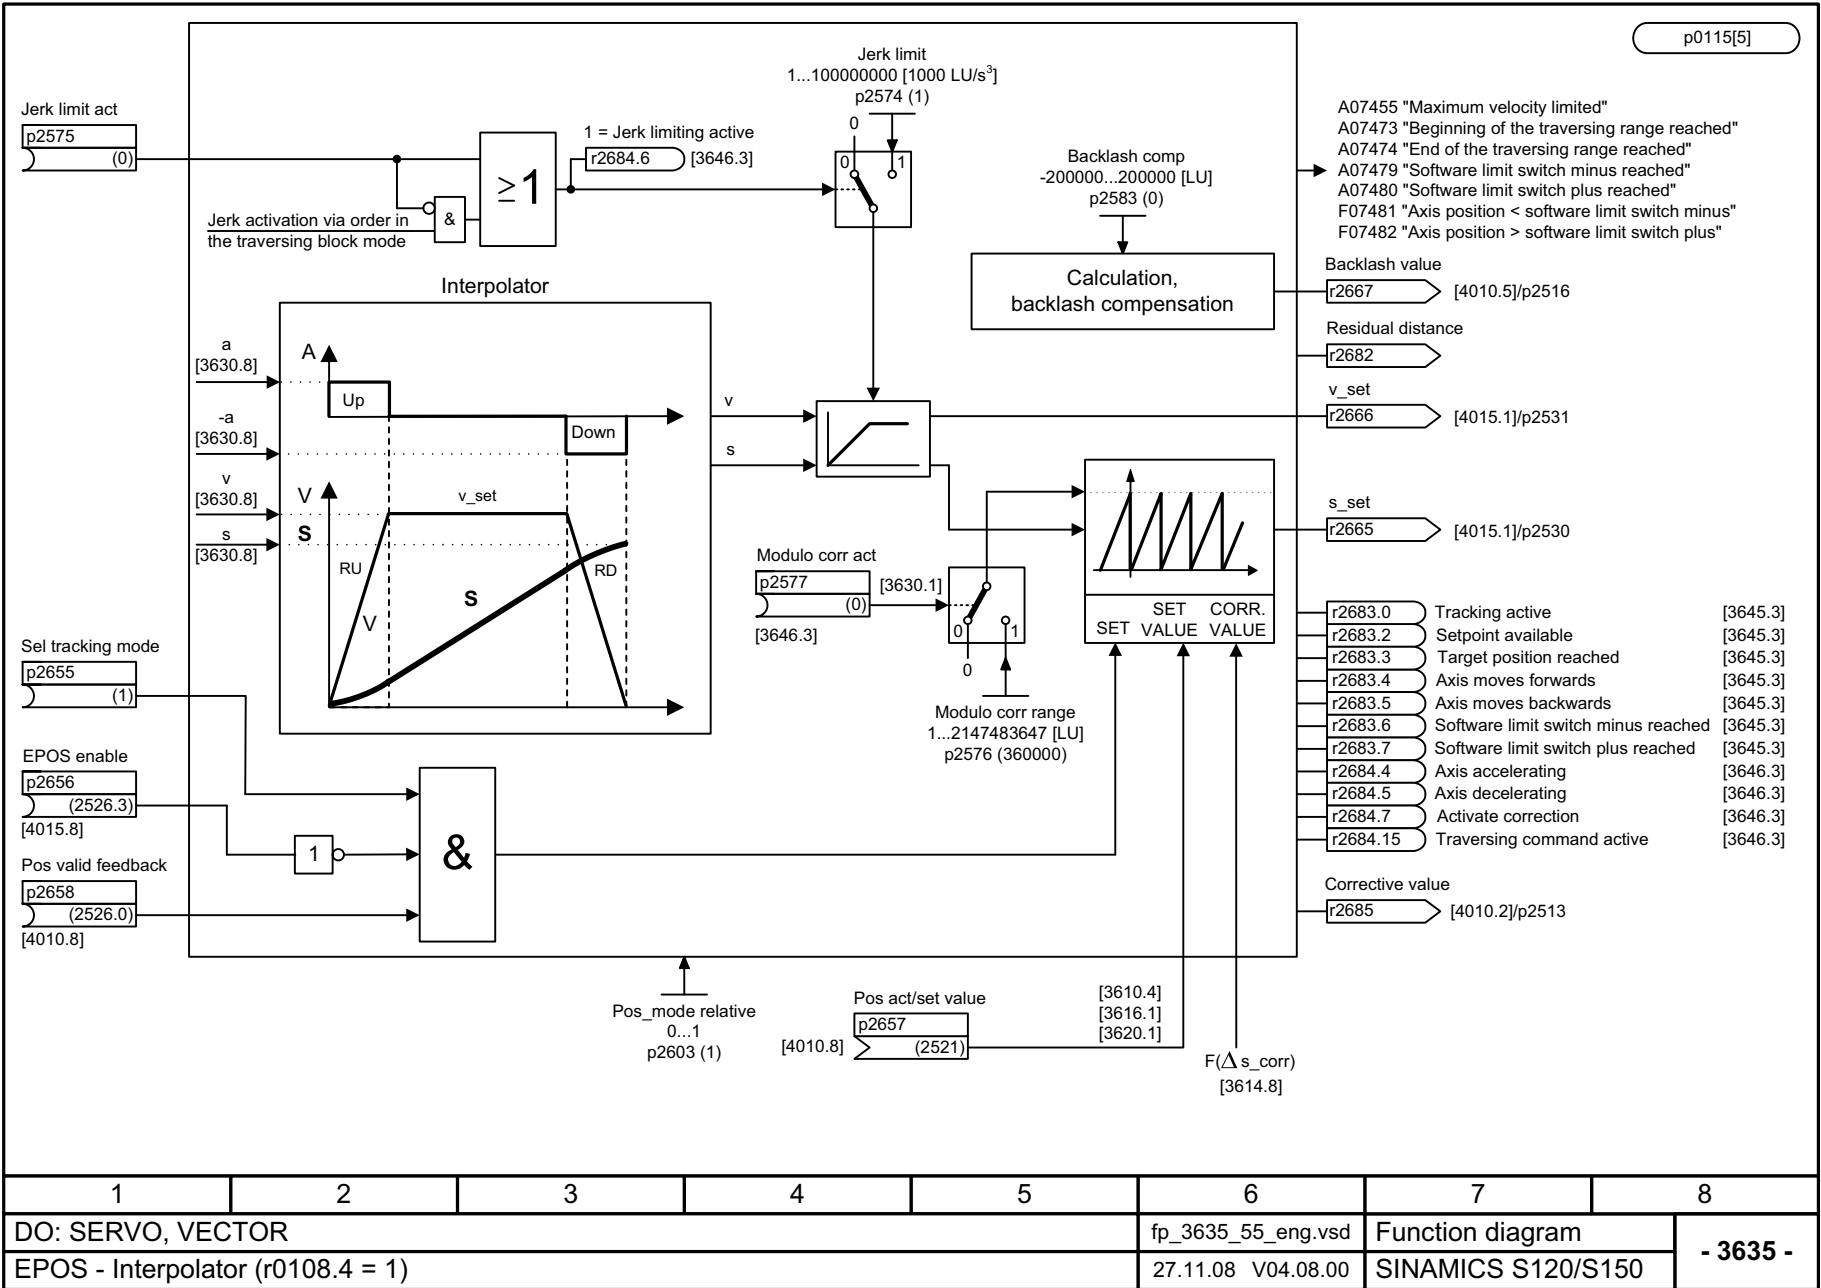 p0115[5]
Jerk limit
1...100000000 [1000 LU/s³]
p2574 (1)
0
0
1
Jerk limit act
p2575
(0)
≥1
&
1 = Jerk limiting active
r2684.6
[3646.3]
Jerk activation via order in
the traversing block mode
Backlash comp
-200000...200000 [LU]
p2583 (0)
Calculation,
backlash compensation
A07455 "Maximum velocity limited"
A07473 "Beginning of the traversing range reached"
A07474 "End of the traversing range reached"
A07479 "Software limit switch minus reached"
A07480 "Software limit switch plus reached"
F07481 "Axis position < software limit switch minus"
F07482 "Axis position > software limit switch plus"
Backlash value
r2667
[4010.5]/p2516
Residual distance
r2682
v_set
r2666
[4015.1]/p2531
s_set
r2665
[4015.1]/p2530
Interpolator
a
[3630.8]
-a
[3630.8]
v
[3630.8]
s
[3630.8]
A
Up
Down
V
S
v_set
RU
RD
S
V
v
s
Modulo corr act
p2577
(0)
[3630.1]
[3646.3]
0
1
0
Modulo corr range
1...2147483647 [LU]
p2576 (360000)
SET
SET
VALUE
CORR.
VALUE
Sel tracking mode
p2655
(1)
EPOS enable
p2656
(2526.3)
[4015.8]
1
&
Pos valid feedback
p2658
(2526.0)
[4010.8]
r2683.0 Tracking active [3645.3]
r2683.2 Setpoint available [3645.3]
r2683.3 Target position reached [3645.3]
r2683.4 Axis moves forwards [3645.3]
r2683.5 Axis moves backwards [3645.3]
r2683.6 Software limit switch minus reached [3645.3]
r2683.7 Software limit switch plus reached [3645.3]
r2684.4 Axis accelerating [3646.3]
r2684.5 Axis decelerating [3646.3]
r2684.7 Activate correction [3646.3]
r2684.15 Traversing command active [3646.3]
Corrective value
r2685
[4010.2]/p2513
Pos_mode relative
0...1
p2603 (1)
Pos act/set value
p2657
[4010.8]
(2521)
[3610.4]
[3616.1]
[3620.1]
F(Δ s_corr)
[3614.8]
1 2 3 4 5 6 7 8
DO: SERVO, VECTOR
fp_3635_55_eng.vsd
Function diagram
- 3635 -
EPOS - Interpolator (r0108.4 = 1)
27.11.08 V04.08.00
SINAMICS S120/S150